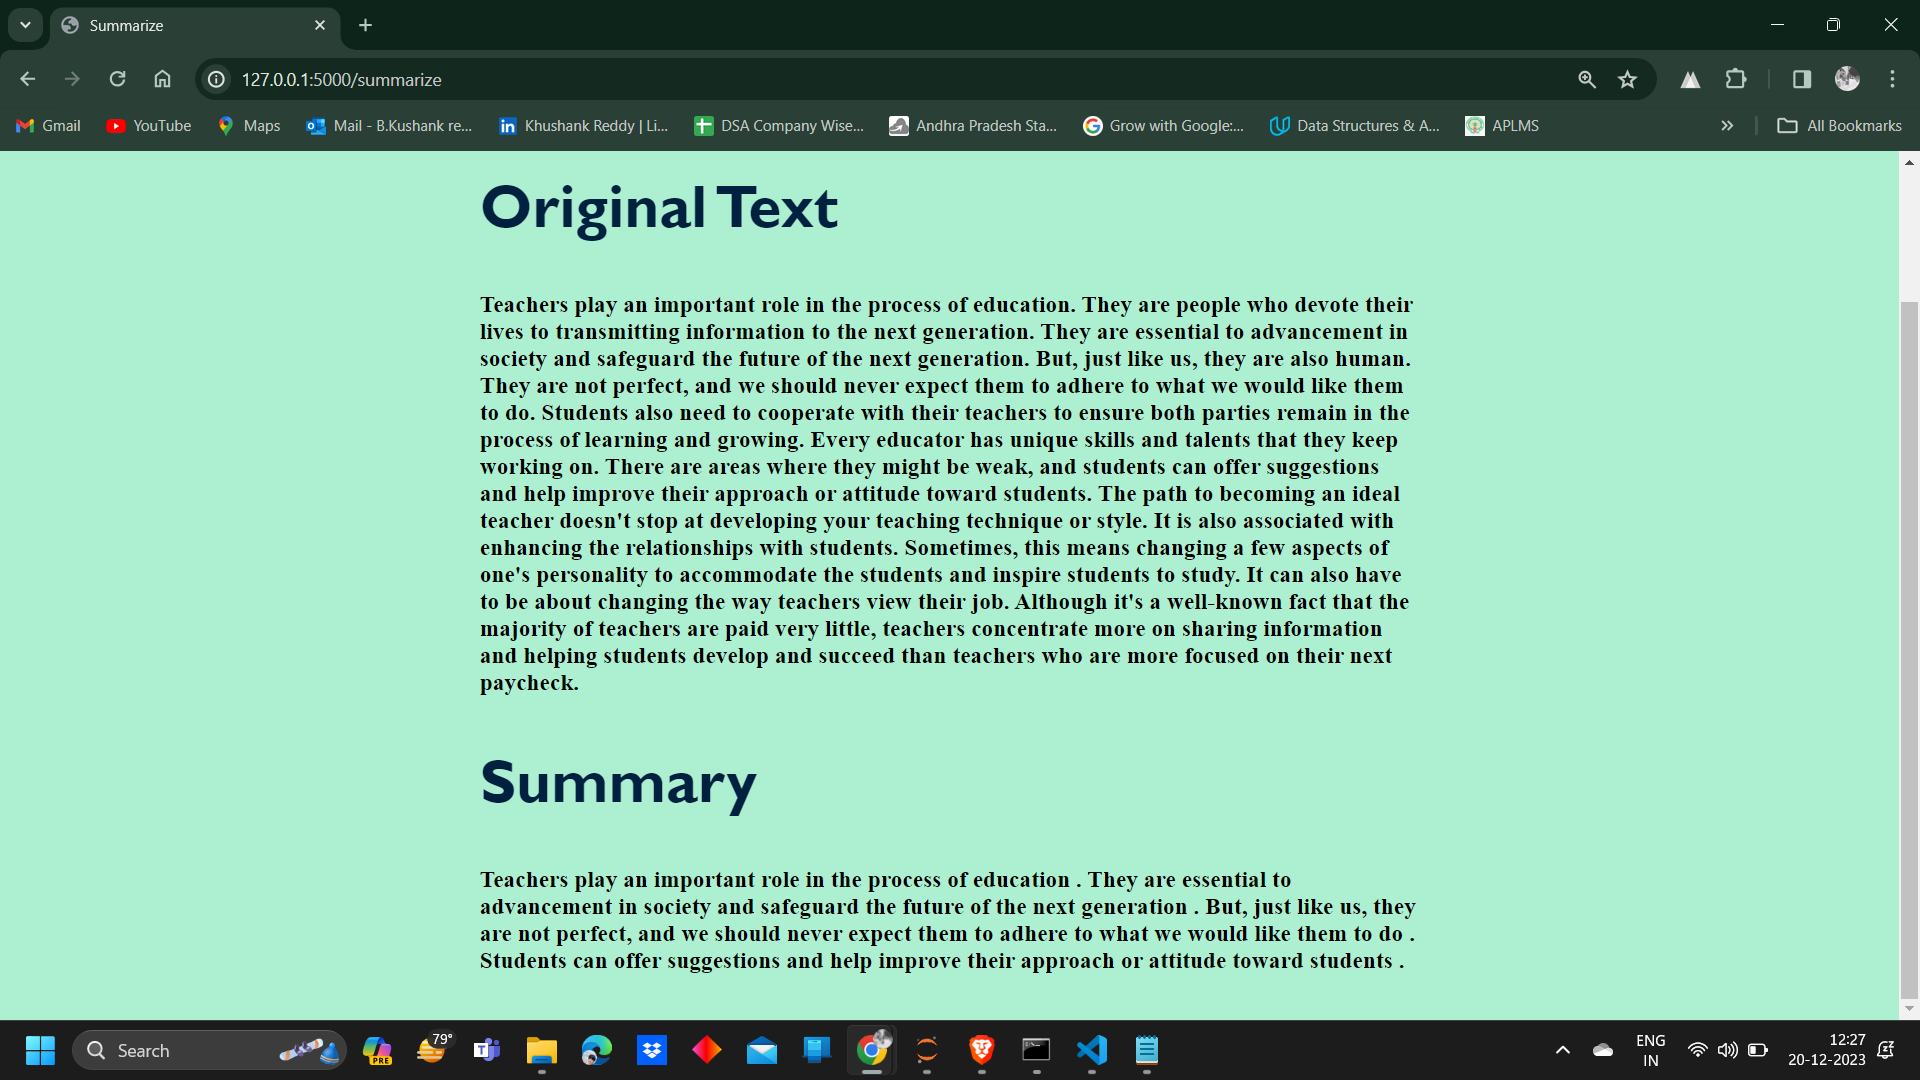 Summarize
127.0.0.1:5000/summarize
Gmail YouTube Maps Mail - B.Kushank re... Khushank Reddy | Li... DSA Company Wise... Andhra Pradesh Sta... Grow with Google:... Data Structures & A... APLMS » All Bookmarks
Original Text
Teachers play an important role in the process of education. They are people who devote their
lives to transmitting information to the next generation. They are essential to advancement in
society and safeguard the future of the next generation. But, just like us, they are also human.
They are not perfect, and we should never expect them to adhere to what we would like them
to do. Students also need to cooperate with their teachers to ensure both parties remain in the
process of learning and growing. Every educator has unique skills and talents that they keep
working on. There are areas where they might be weak, and students can offer suggestions
and help improve their approach or attitude toward students. The path to becoming an ideal
teacher doesn't stop at developing your teaching technique or style. It is also associated with
enhancing the relationships with students. Sometimes, this means changing a few aspects of
one's personality to accommodate the students and inspire students to study. It can also have
to be about changing the way teachers view their job. Although it's a well-known fact that the
majority of teachers are paid very little, teachers concentrate more on sharing information
and helping students develop and succeed than teachers who are more focused on their next
paycheck.
Summary
Teachers play an important role in the process of education . They are essential to
advancement in society and safeguard the future of the next generation . But, just like us, they
are not perfect, and we should never expect them to adhere to what we would like them to do .
Students can offer suggestions and help improve their approach or attitude toward students .
Search PRE 79° ENG 12:27
IN 20-12-2023